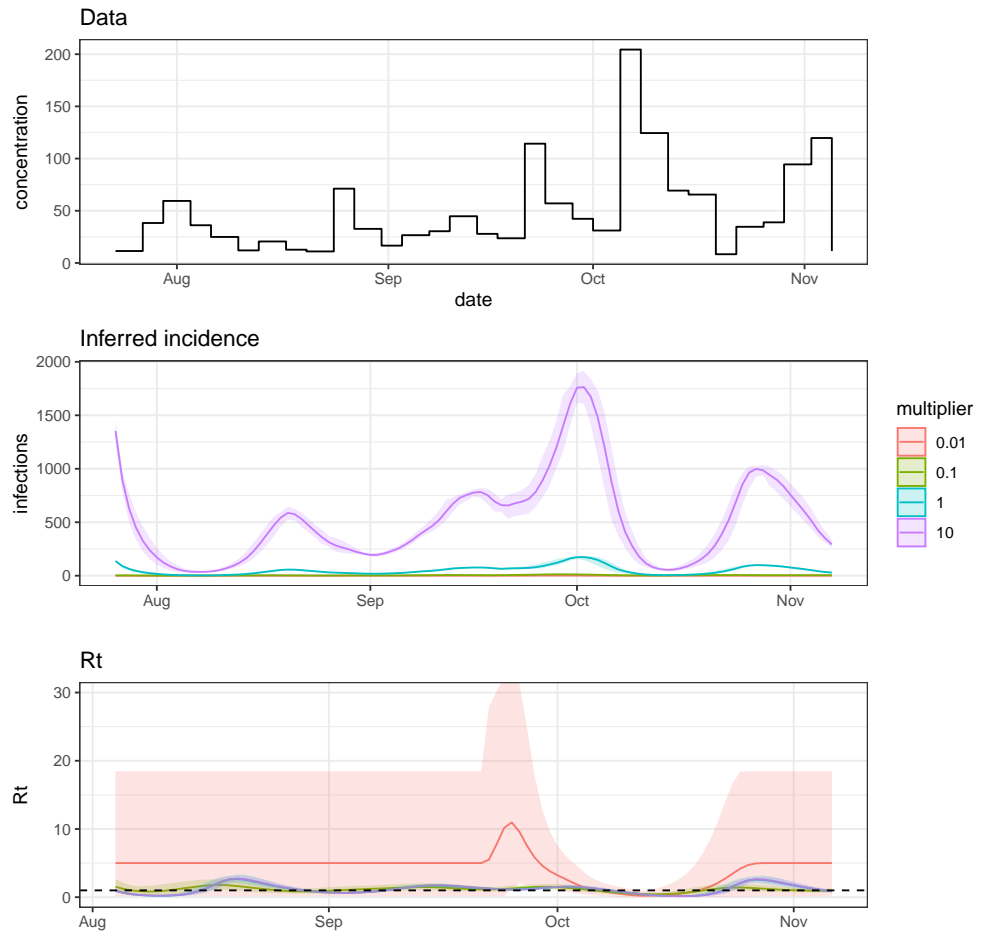 Data
200
150
100
50
0
concentration
Aug
Sep
Oct
Nov
date
Inferred incidence
2000
1500
1000
500
0
infections
Aug
Sep
Oct
Nov
multiplier
0.01
0.1
1
10
Rt
30
20
10
0
Rt
Aug
Sep
Oct
Nov